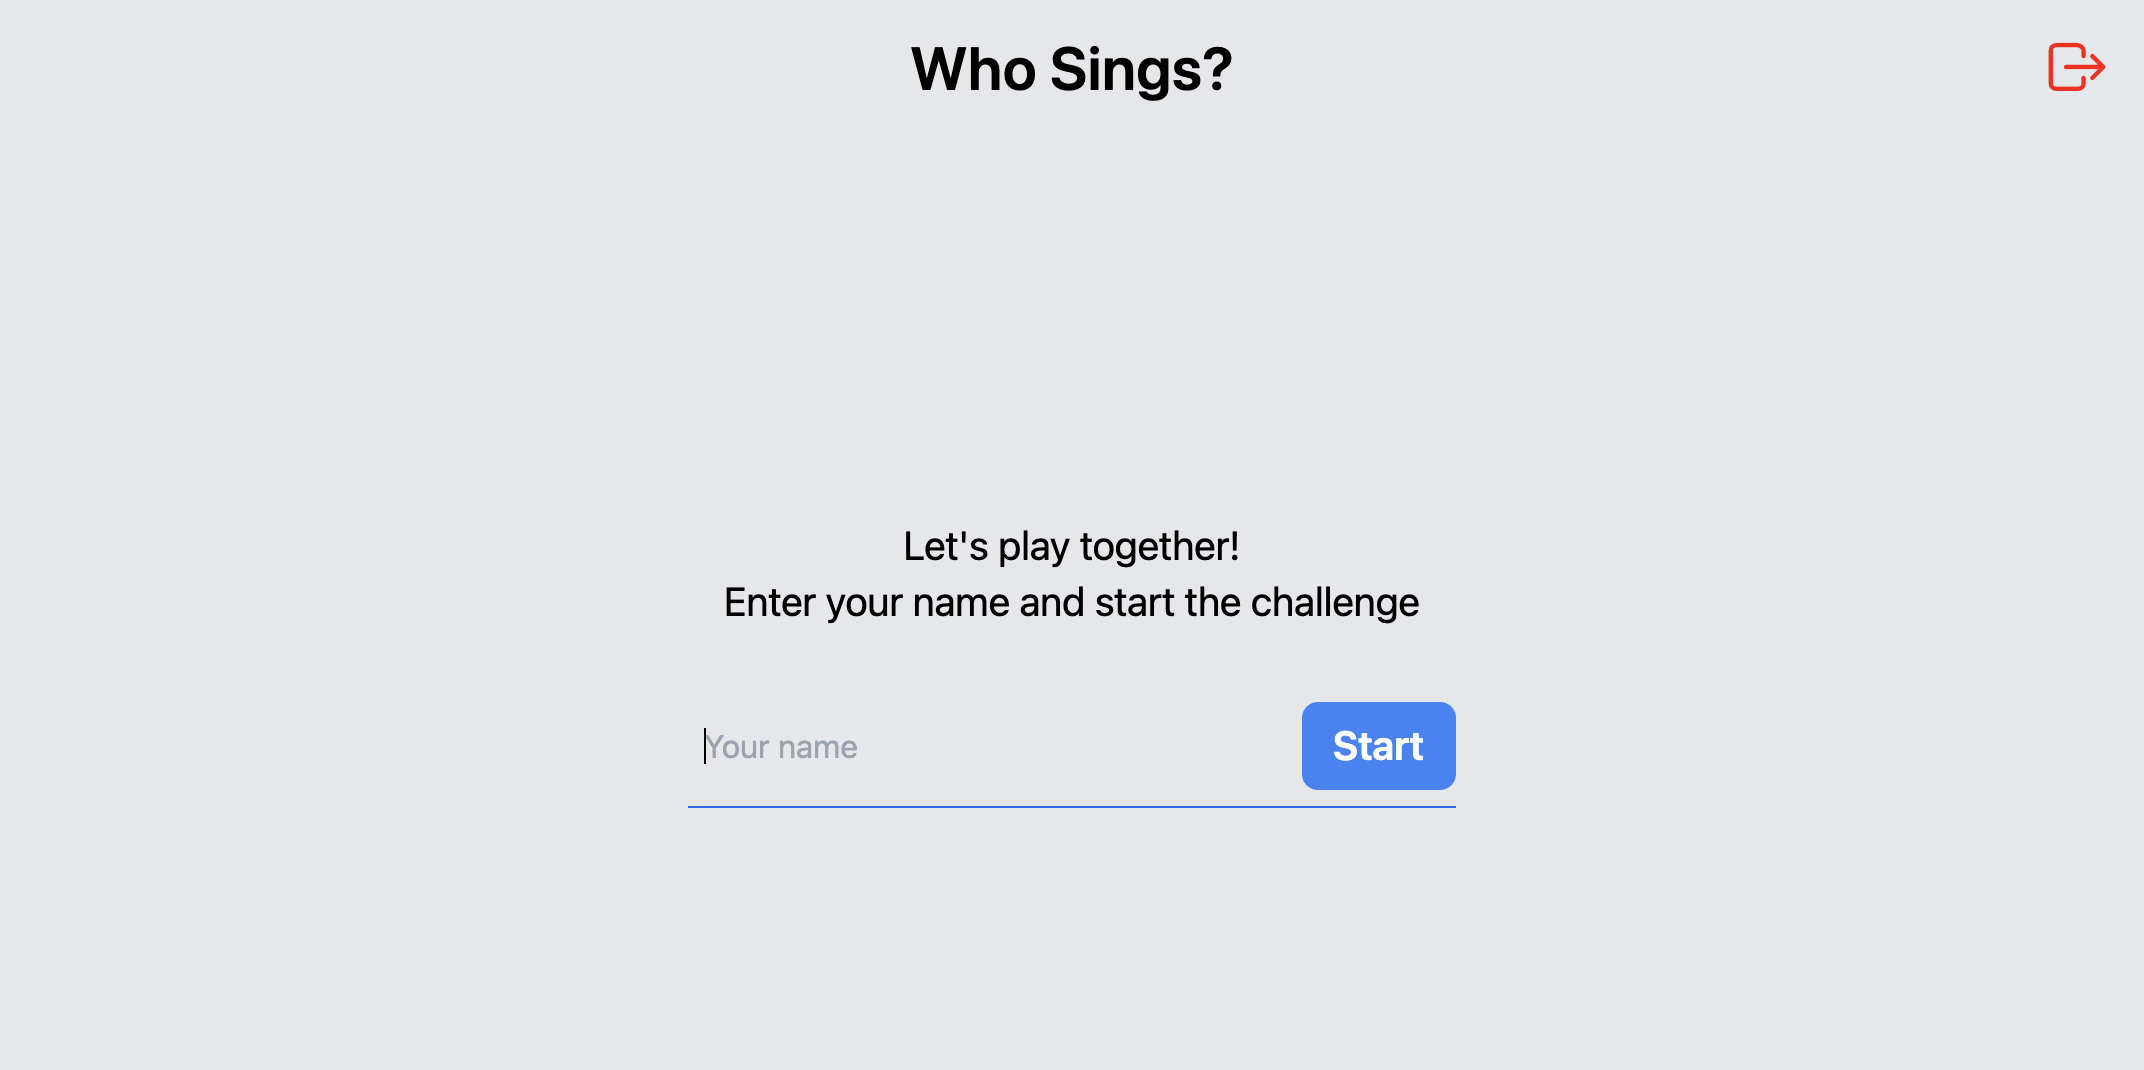 Who Sings?
Let's play together!
Enter your name and start the challenge
Your name
Start